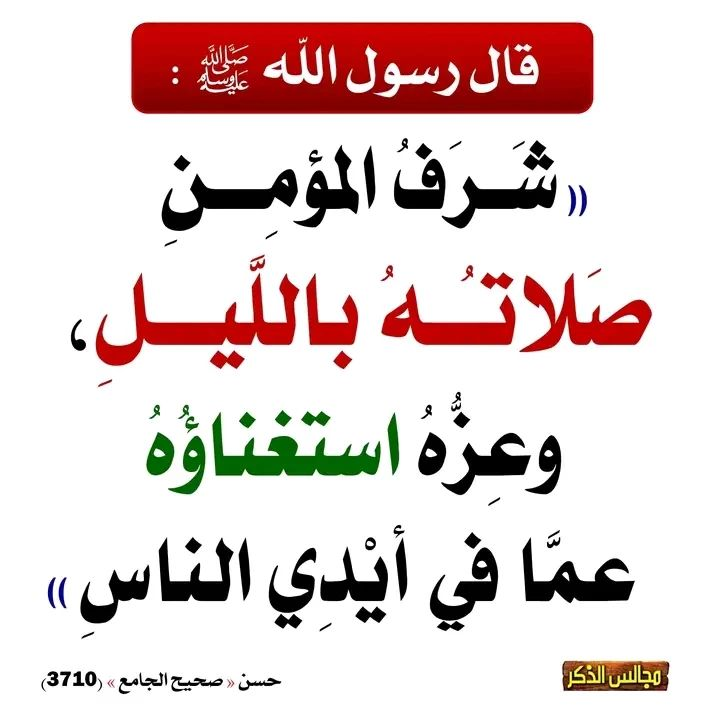 قال رسول الله ﷺ :
(( شَرَفُ المؤمِنِ
صَلاتُهُ باللَّيلِ،
وعِزُّهُ استغناؤُهُ
عمَّا في أيْدِي الناسِ ))
حسن « صحيح الجامع » (3710)
مجالس الذكر